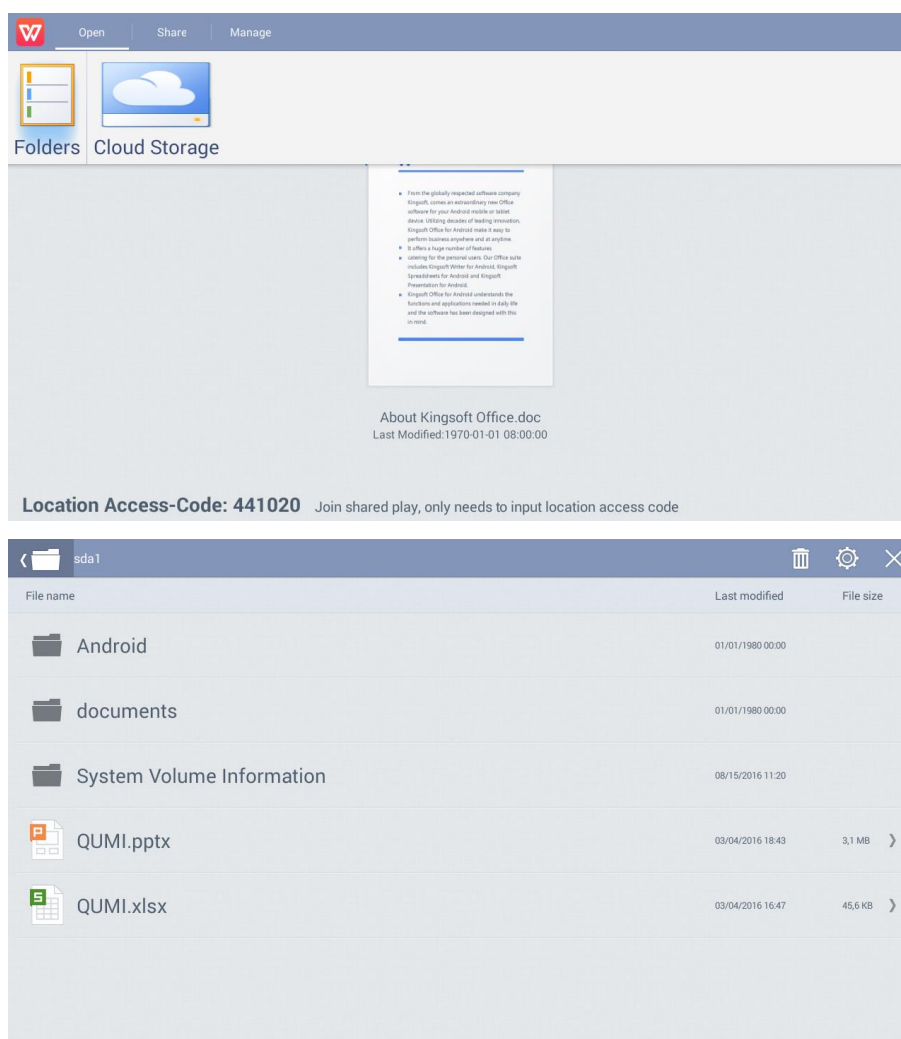 Open Share Manage
Folders Cloud Storage
From the globally respected software company
Kingsoft, comes an extraordinary new Office
software for your Android mobile or tablet
device. Utilizing decades of leading innovation,
Kingsoft Office for Android make it easy to
perform business anywhere and at anytime.
It offers a huge number of features
catering for the personal users. Our Office suite
includes Kingsoft Writer for Android, Kingsoft
Spreadsheets for Android and Kingsoft
Presentation for Android.
Kingsoft Office for Android understands the
functions and applications needed in daily life
and the software has been designed with this
in mind.
About Kingsoft Office.doc
Last Modified:1970-01-01 08:00:00
Location Access-Code: 441020 Join shared play, only needs to input location access code
sda1
File name Last modified File size
Android 01/01/1980 00:00
documents 01/01/1980 00:00
System Volume Information 08/15/2016 11:20
P QUMI.pptx 03/04/2016 18:43 3,1 MB
S QUMI.xlsx 03/04/2016 16:47 45,6 KB